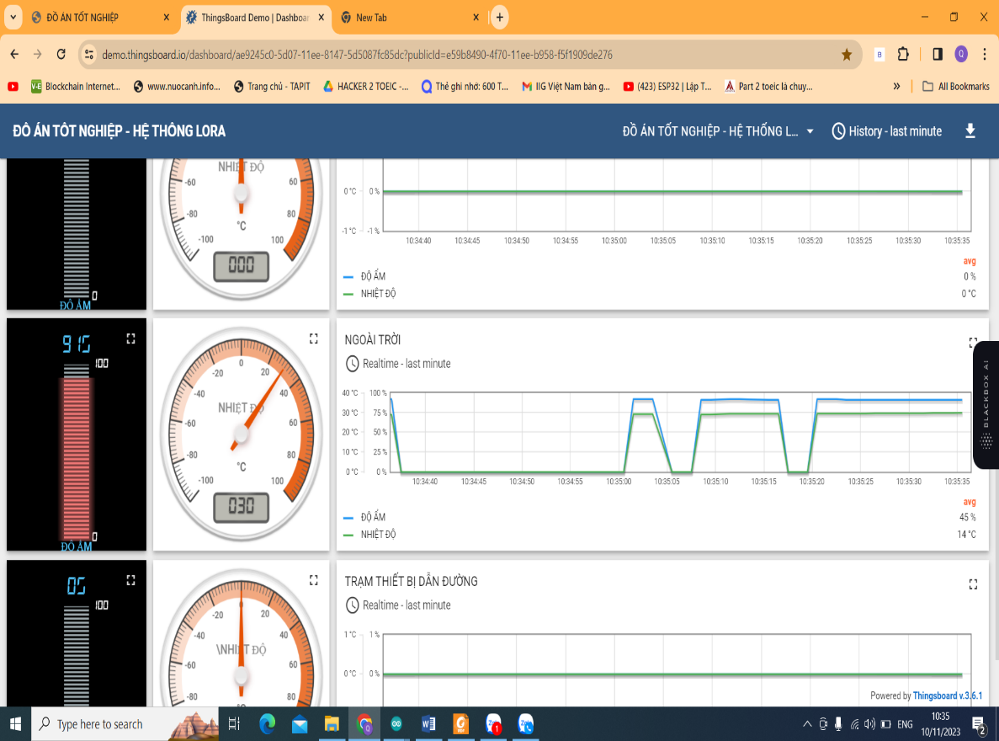 ĐỒ ÁN TỐT NGHIỆP
ThingsBoard Demo | Dashboar
New Tab
demo.thingsboard.io/dashboard/ae9245c0-5d07-11ee-8147-5d5087fc85dc?publicId=e59b8490-4f70-11ee-b958-f5f1909de276
Blockchain Internet...
www.nuocanh.info...
Trang chủ - TAPIT
HACKER 2 TOEIC -...
Thẻ ghi nhớ: 600 T...
IIG Việt Nam bản g...
(423) ESP32 | Lập T...
Part 2 toeic là chuy...
All Bookmarks
ĐỒ ÁN TỐT NGHIỆP - HỆ THỐNG LORA
ĐỒ ÁN TỐT NGHIỆP - HỆ THỐNG L...
History - last minute
0
ĐỘ ẨM
NHIỆT ĐỘ
-60 60
-80 80
-100 100
°C
000
0 °C 0 %
-1 °C -1 %
10:34:40 10:34:45 10:34:50 10:34:55 10:35:00 10:35:05 10:35:10 10:35:15 10:35:20 10:35:25 10:35:30 10:35:35
avg
ĐỘ ẨM 0 %
NHIỆT ĐỘ 0 °C
915
100
0
ĐỘ ẨM
0
-20 20
-40 40
NHIỆT ĐỘ
-60 60
-80 80
°C
-100 100
030
NGOÀI TRỜI
Realtime - last minute
40 °C 100 %
30 °C 75 %
20 °C 50 %
10 °C 25 %
0 °C 0 %
10:34:40 10:34:45 10:34:50 10:34:55 10:35:00 10:35:05 10:35:10 10:35:15 10:35:20 10:35:25 10:35:30 10:35:35
avg
ĐỘ ẨM 45 %
NHIỆT ĐỘ 14 °C
BLACKBOX AI
05
100
0
-20 20
-40 40
\NHIỆT ĐỘ
-60 60
-80 80
°C
TRẠM THIẾT BỊ DẪN ĐƯỜNG
Realtime - last minute
1 °C 1 %
0 °C 0 %
Powered by Thingsboard v.3.6.1
Type here to search
ENG
10:35
10/11/2023
2